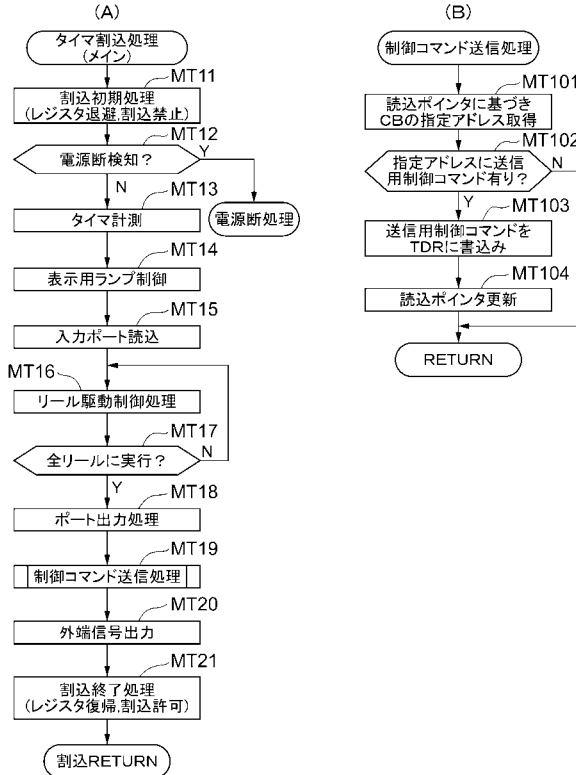 (A)
タイマ割込処理
(メイン)
MT11
割込初期処理
(レジスタ退避,割込禁止)
MT12
電源断検知？
Y
N
電源断処理
MT13
タイマ計測
MT14
表示用ランプ制御
MT15
入力ポート読込
MT16
リール駆動制御処理
MT17
全リールに実行？
N
Y
MT18
ポート出力処理
MT19
制御コマンド送信処理
MT20
外端信号出力
MT21
割込終了処理
(レジスタ復帰,割込許可)
割込RETURN
(B)
制御コマンド送信処理
MT101
読込ポインタに基づき
CBの指定アドレス取得
MT102
指定アドレスに送信
用制御コマンド有り？
N
Y
MT103
送信用制御コマンドを
TDRに書込み
MT104
読込ポインタ更新
RETURN